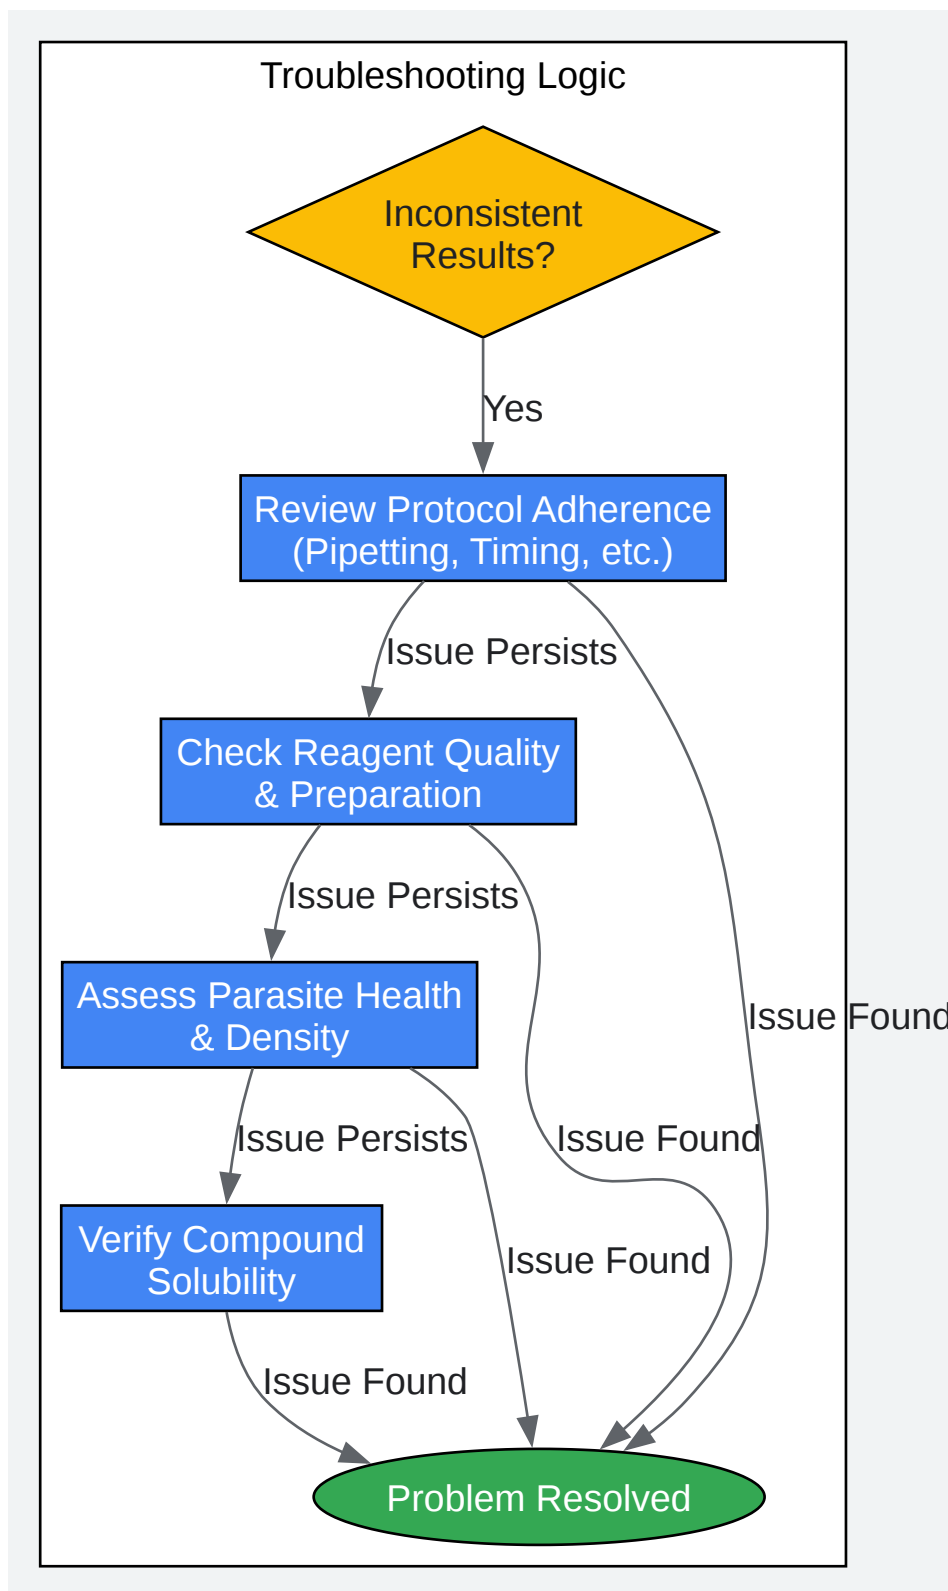 Troubleshooting Logic
Inconsistent
Results?
Yes
Review Protocol Adherence
(Pipetting, Timing, etc.)
Issue Persists
Check Reagent Quality
& Preparation
Issue Persists
Assess Parasite Health
& Density
Issue Found
Issue Persists
Issue Found
Verify Compound
Solubility
Issue Found
Issue Found
Problem Resolved